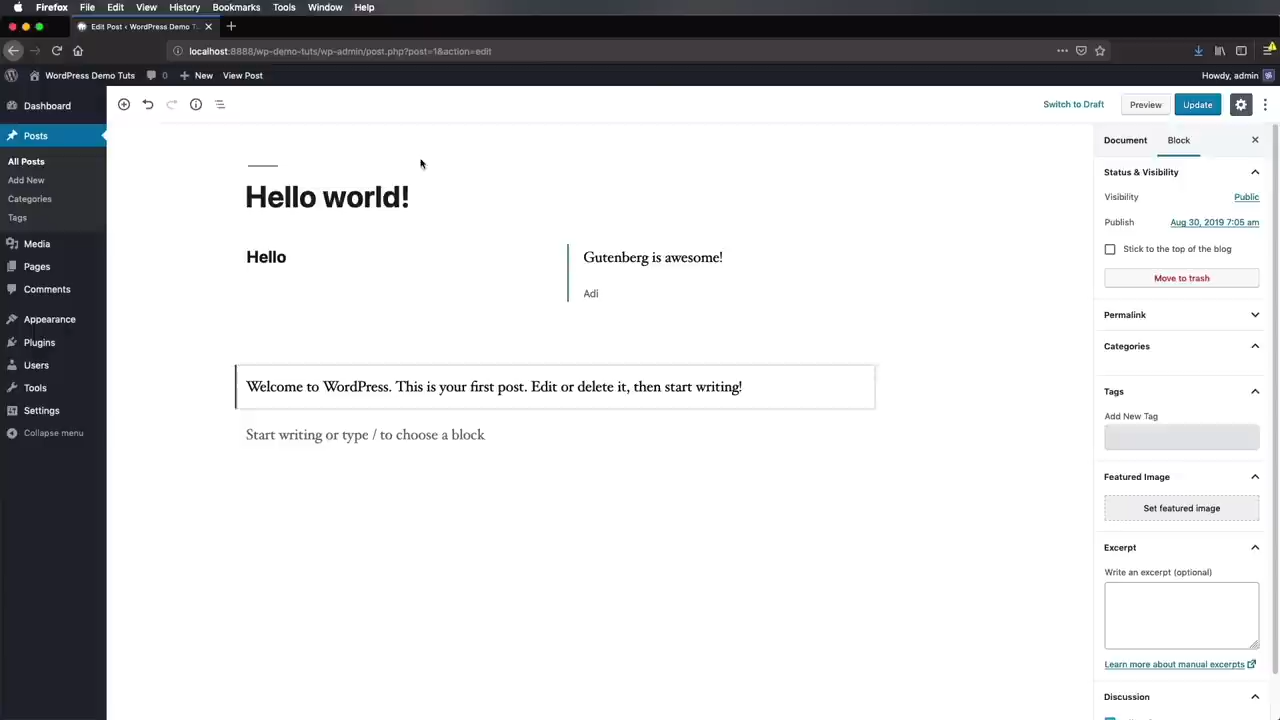 Firefox File Edit View History Bookmarks Tools Window Help
Edit Post ‹ WordPress Demo T
localhost:8888/wp-demo-tuts/wp-admin/post.php?post=1&action=edit
WordPress Demo Tuts 0 New View Post Howdy, admin
Dashboard
Posts
All Posts
Add New
Categories
Tags
Media
Pages
Comments
Appearance
Plugins
Users
Tools
Settings
Collapse menu
Switch to Draft Preview Update
Hello world!
Hello
Gutenberg is awesome!
Adi
Welcome to WordPress. This is your first post. Edit or delete it, then start writing!
Start writing or type / to choose a block
Document Block
Status & Visibility
Visibility Public
Publish Aug 30, 2019 7:05 am
Stick to the top of the blog
Move to trash
Permalink
Categories
Tags
Add New Tag
Featured Image
Set featured image
Excerpt
Write an excerpt (optional)
Learn more about manual excerpts
Discussion